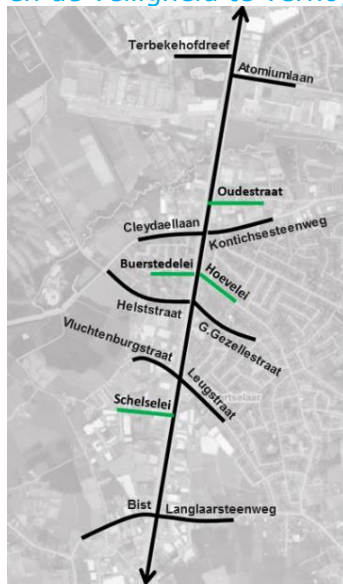 en de veiligheid te verho
Terbekehofdreef
Atomiumlaan
Oudestraat
Cleydaellaan
Kontichsesteenweg
Buerstedelei
Hoevelei
Helststraat
G.Gezellestraat
Vluchtenburgstraat
Leugstraat
Schelselei
Bist
Langlaarsteenweg